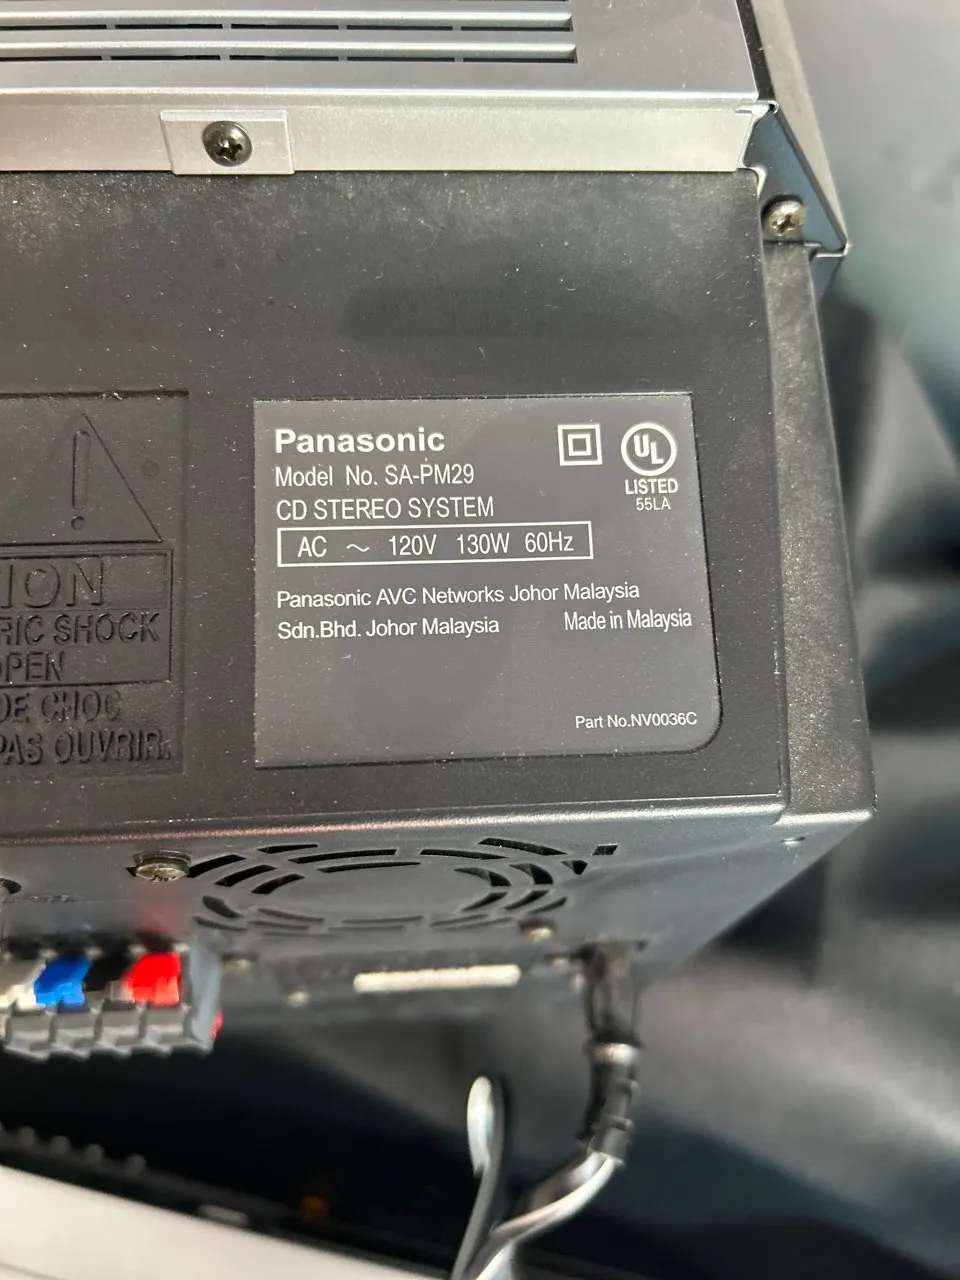 Panasonic
Model No. SA-PM29
CD STEREO SYSTEM
AC ~ 120V 130W 60Hz
Panasonic AVC Networks Johor Malaysia
Sdn.Bhd. Johor Malaysia Made in Malaysia
Part No.NV0036C
UL
LISTED
55LA
ION
RIC SHOCK
OPEN
DE CHOC
PAS OUVRIR.